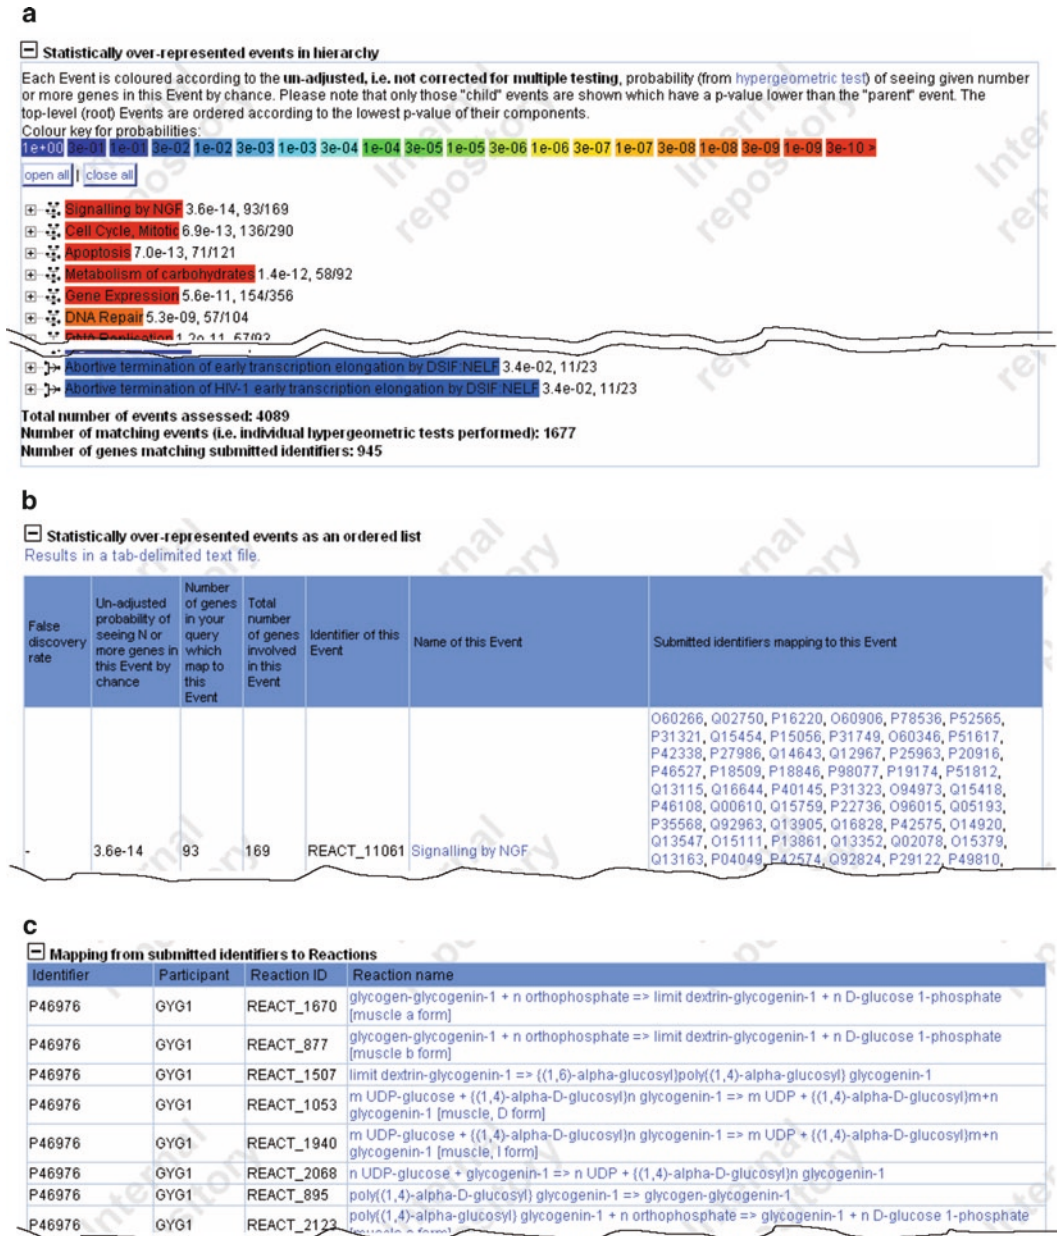 a
Statistically over-represented events in hierarchy
Each Event is coloured according to the un-adjusted, i.e. not corrected for multiple testing, probability (from hypergeometric test) of seeing given number
or more genes in this Event by chance. Please note that only those "child" events are shown which have a p-value lower than the "parent" event. The
top-level (root) Events are ordered according to the lowest p-value of their components.
Colour key for probabilities:
1e+00 3e-01 1e-01 3e-02 1e-02 3e-03 1e-03 3e-04 1e-04 3e-05 1e-05 3e-06 1e-06 3e-07 1e-07 3e-08 1e-08 3e-09 1e-09 3e-10 >
open all | close all
Signalling by NGF 3.6e-14, 93/169
Cell Cycle, Mitotic 6.9e-13, 136/290
Apoptosis 7.0e-13, 71/121
Metabolism of carbohydrates 1.4e-12, 58/92
Gene Expression 5.6e-11, 154/356
DNA Repair 5.3e-09, 57/104
DNA Replication 1.2e-11, 57/93
Abortive termination of early transcription elongation by DSIF:NELF 3.4e-02, 11/23
Abortive termination of HIV-1 early transcription elongation by DSIF:NELF 3.4e-02, 11/23
Total number of events assessed: 4089
Number of matching events (i.e. individual hypergeometric tests performed): 1677
Number of genes matching submitted identifiers: 945
Internal repository
b
Statistically over-represented events as an ordered list
Results in a tab-delimited text file.
False discovery rate
Un-adjusted probability of seeing N or more genes in this Event by chance
Number of genes in your query which map to this Event
Total number of genes involved in this Event
Identifier of this Event
Name of this Event
Submitted identifiers mapping to this Event
- 3.6e-14 93 169 REACT_11061 Signalling by NGF
O60266, Q02750, P16220, O60906, P78536, P52565,
P31321, Q15454, P15056, P31749, O60346, P51617,
P42338, P27986, Q14643, Q12967, P25963, P20916,
P46527, P18509, P18846, P98077, P19174, P51812,
Q13115, Q16644, P40145, P31323, O94973, Q15418,
P46108, Q00610, Q15759, P22736, O96015, Q05193,
P35568, Q92963, Q13905, Q16828, P42575, O14920,
Q13547, O15111, P13861, Q13352, Q02078, O15379,
Q13163, P04049, P42574, Q92824, P29122, P49810,
c
Mapping from submitted identifiers to Reactions
Identifier Participant Reaction ID Reaction name
P46976 GYG1 REACT_1670 glycogen-glycogenin-1 + n orthophosphate => limit dextrin-glycogenin-1 + n D-glucose 1-phosphate
[muscle a form]
P46976 GYG1 REACT_877 glycogen-glycogenin-1 + n orthophosphate => limit dextrin-glycogenin-1 + n D-glucose 1-phosphate
[muscle b form]
P46976 GYG1 REACT_1507 limit dextrin-glycogenin-1 => {(1,6)-alpha-glucosyl}poly{(1,4)-alpha-glucosyl} glycogenin-1
P46976 GYG1 REACT_1053 m UDP-glucose + {(1,4)-alpha-D-glucosyl}n glycogenin-1 => m UDP + {(1,4)-alpha-D-glucosyl}m+n
glycogenin-1 [muscle, D form]
P46976 GYG1 REACT_1940 m UDP-glucose + {(1,4)-alpha-D-glucosyl}n glycogenin-1 => m UDP + {(1,4)-alpha-D-glucosyl}m+n
glycogenin-1 [muscle, I form]
P46976 GYG1 REACT_2068 n UDP-glucose + glycogenin-1 => n UDP + {(1,4)-alpha-D-glucosyl}n glycogenin-1
P46976 GYG1 REACT_895 poly{(1,4)-alpha-D-glucosyl} glycogenin-1 => glycogen-glycogenin-1
P46976 GYG1 REACT_2123 poly{(1,4)-alpha-glucosyl} glycogenin-1 + n orthophosphate => glycogenin-1 + n D-glucose 1-phosphate